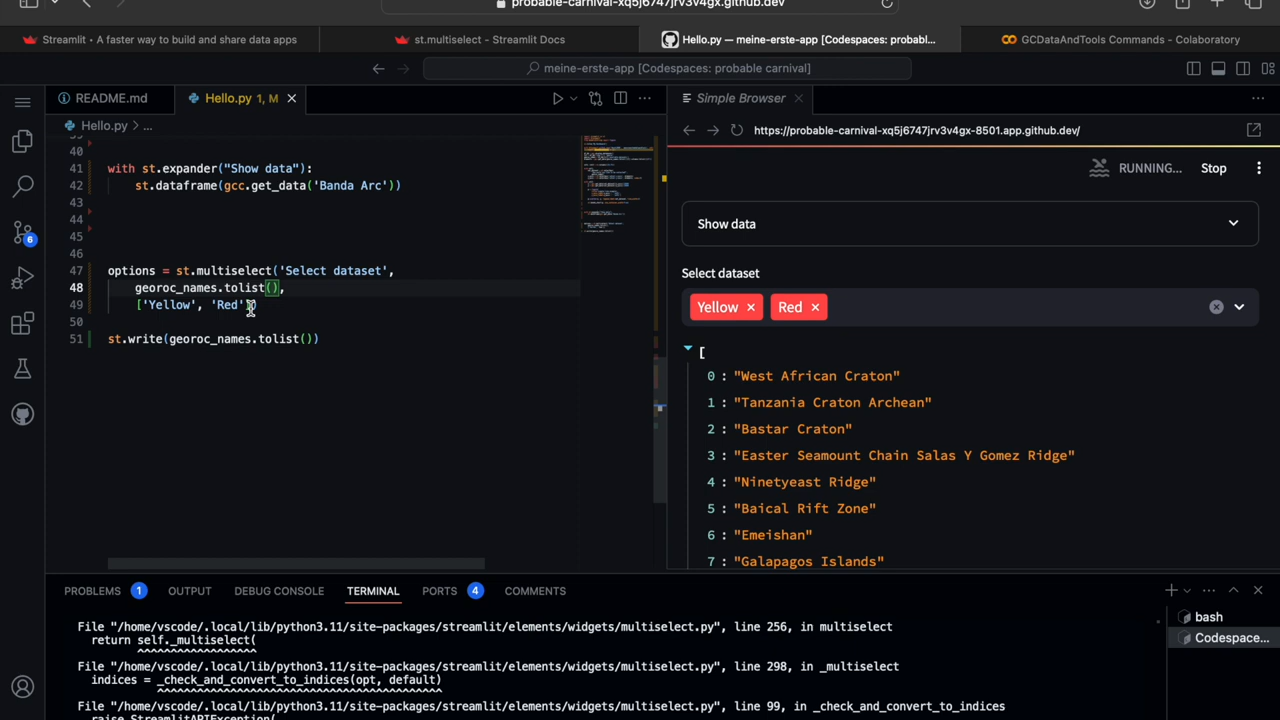 probable-carnival-xq5j6747jrv3v4gx.github.dev/
Streamlit • A faster way to build and share data apps
st.multiselect - Streamlit Docs
Hello.py — meine-erste-app [Codespaces: probabl...
GCDataAndTools Commands - Colaboratory
meine-erste-app [Codespaces: probable carnival]
README.md
Hello.py 1, M
Simple Browser
Hello.py > ...
https://probable-carnival-xq5j6747jrv3v4gx-8501.app.github.dev/
40
41 with st.expander("Show data"):
42 st.dataframe(gcc.get_data('Banda Arc'))
43
44
45
46
47 options = st.multiselect('Select dataset',
48 georoc_names.tolist(),
49 ['Yellow', 'Red'])
50
51 st.write(georoc_names.tolist())
RUNNING...
Stop
Show data
Select dataset
Yellow
Red
[
0 : "West African Craton"
1 : "Tanzania Craton Archean"
2 : "Bastar Craton"
3 : "Easter Seamount Chain Salas Y Gomez Ridge"
4 : "Ninetyeast Ridge"
5 : "Baical Rift Zone"
6 : "Emeishan"
7 : "Galapagos Islands"
6
PROBLEMS 1
OUTPUT
DEBUG CONSOLE
TERMINAL
PORTS 4
COMMENTS
File "/home/vscode/.local/lib/python3.11/site-packages/streamlit/elements/widgets/multiselect.py", line 256, in multiselect
return self._multiselect(
^^^^^^^^^^^^^^^^^^
File "/home/vscode/.local/lib/python3.11/site-packages/streamlit/elements/widgets/multiselect.py", line 298, in _multiselect
indices = _check_and_convert_to_indices(opt, default)
^^^^^^^^^^^^^^^^^^^^^^^^^^^^^^^^^^^^^^^^^^^
File "/home/vscode/.local/lib/python3.11/site-packages/streamlit/elements/widgets/multiselect.py", line 99, in _check_and_convert_to_indices
raise StreamlitAPIException(
bash
Codespace...